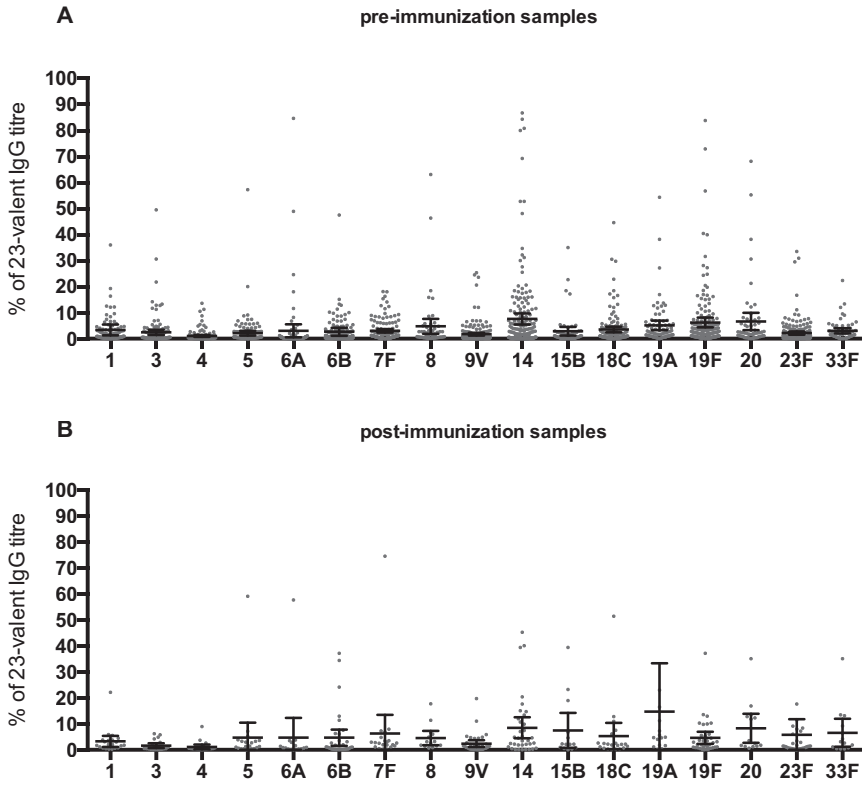 A
pre-immunization samples
% of 23-valent IgG titre
100
90
80
70
60
50
40
30
20
10
0
1 3 4 5 6A 6B 7F 8 9V 14 15B 18C 19A 19F 20 23F 33F
B
post-immunization samples
% of 23-valent IgG titre
100
90
80
70
60
50
40
30
20
10
0
1 3 4 5 6A 6B 7F 8 9V 14 15B 18C 19A 19F 20 23F 33F